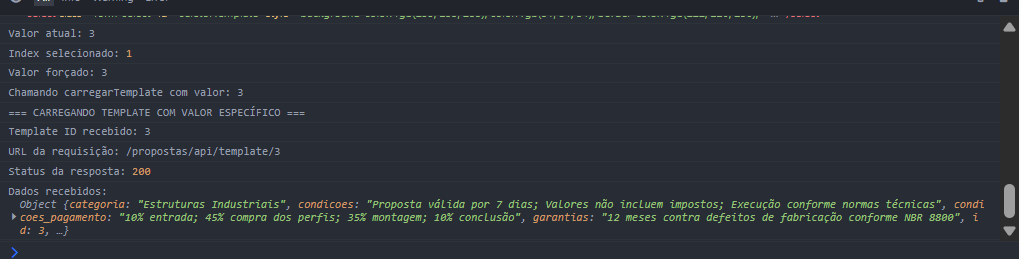 Valor atual: 3
Index selecionado: 1
Valor forçado: 3
Chamando carregarTemplate com valor: 3
=== CARREGANDO TEMPLATE COM VALOR ESPECÍFICO ===
Template ID recebido: 3
URL da requisição: /propostas/api/template/3
Status da resposta: 200
Dados recebidos:
Object {categoria: "Estruturas Industriais", condicoes: "Proposta válida por 7 dias; Valores não incluem impostos; Execução conforme normas técnicas", condi
coes_pagamento: "10% entrada; 45% compra dos perfis; 35% montagem; 10% conclusão", garantias: "12 meses contra defeitos de fabricação conforme NBR 8800", i
d: 3, …}